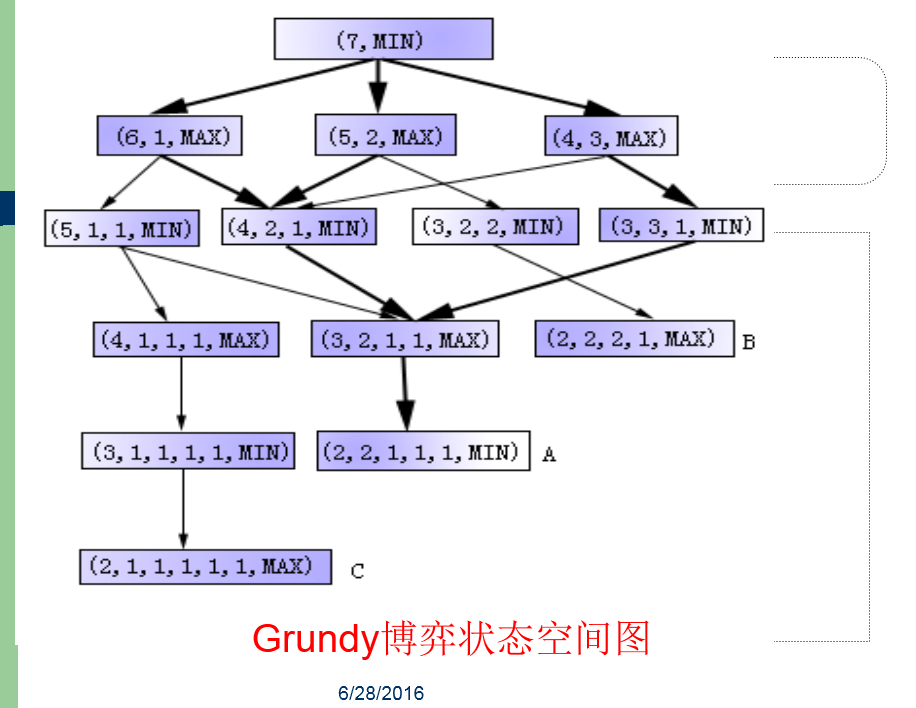 (7,MIN)
(6,1,MAX)
(5,2,MAX)
(4,3,MAX)
(5,1,1,MIN)
(4,2,1,MIN)
(3,2,2,MIN)
(3,3,1,MIN)
(4,1,1,1,MAX)
(3,2,1,1,MAX)
(2,2,2,1,MAX)
B
(3,1,1,1,1,MIN)
(2,2,1,1,1,MIN)
A
(2,1,1,1,1,1,MAX)
C
Grundy博弈状态空间图
6/28/2016